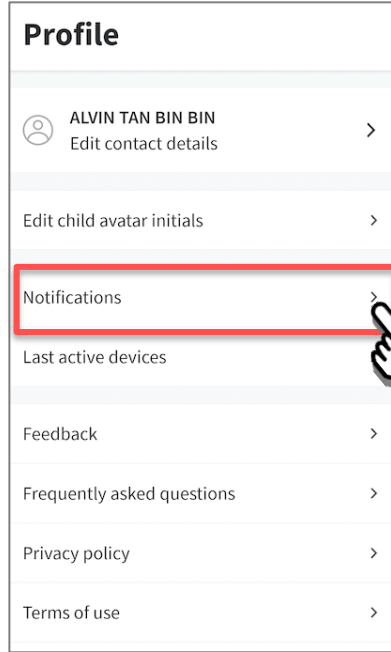 Profile
ALVIN TAN BIN BIN
Edit contact details
Edit child avatar initials
Notifications
Last active devices
Feedback
Frequently asked questions
Privacy policy
Terms of use